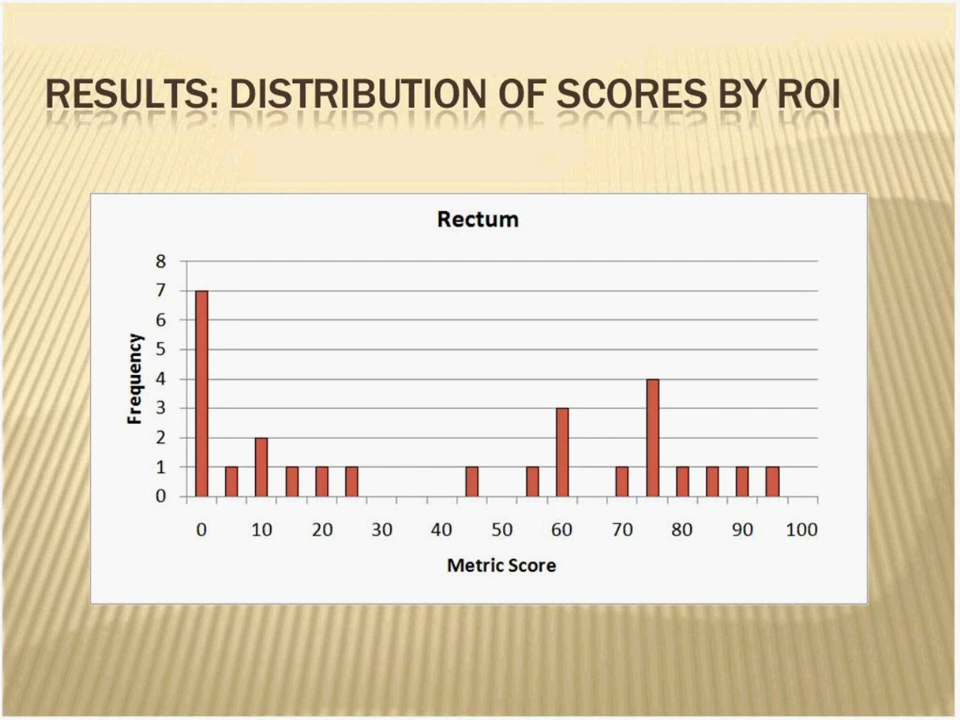 RESULTS: DISTRIBUTION OF SCORES BY ROI
Rectum
8
7
6
5
4
3
2
1
0
Frequency
0 10 20 30 40 50 60 70 80 90 100
Metric Score